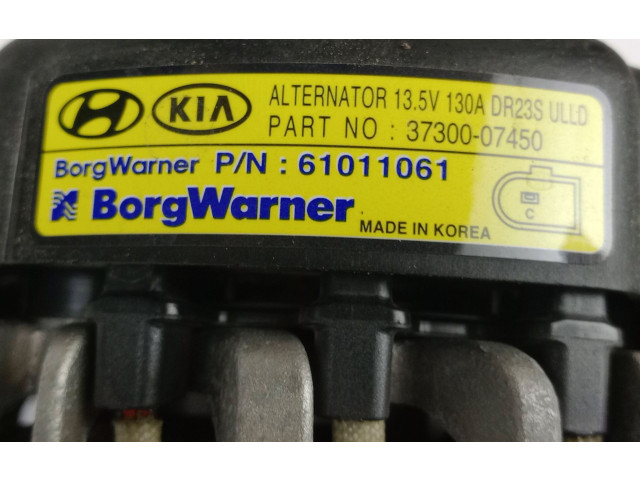 KIA ALTERNATOR 13.5V 130A DR23S ULLD
PART NO : 37300-07450
BorgWarner P/N : 61011061
BorgWarner
C
MADE IN KOREA